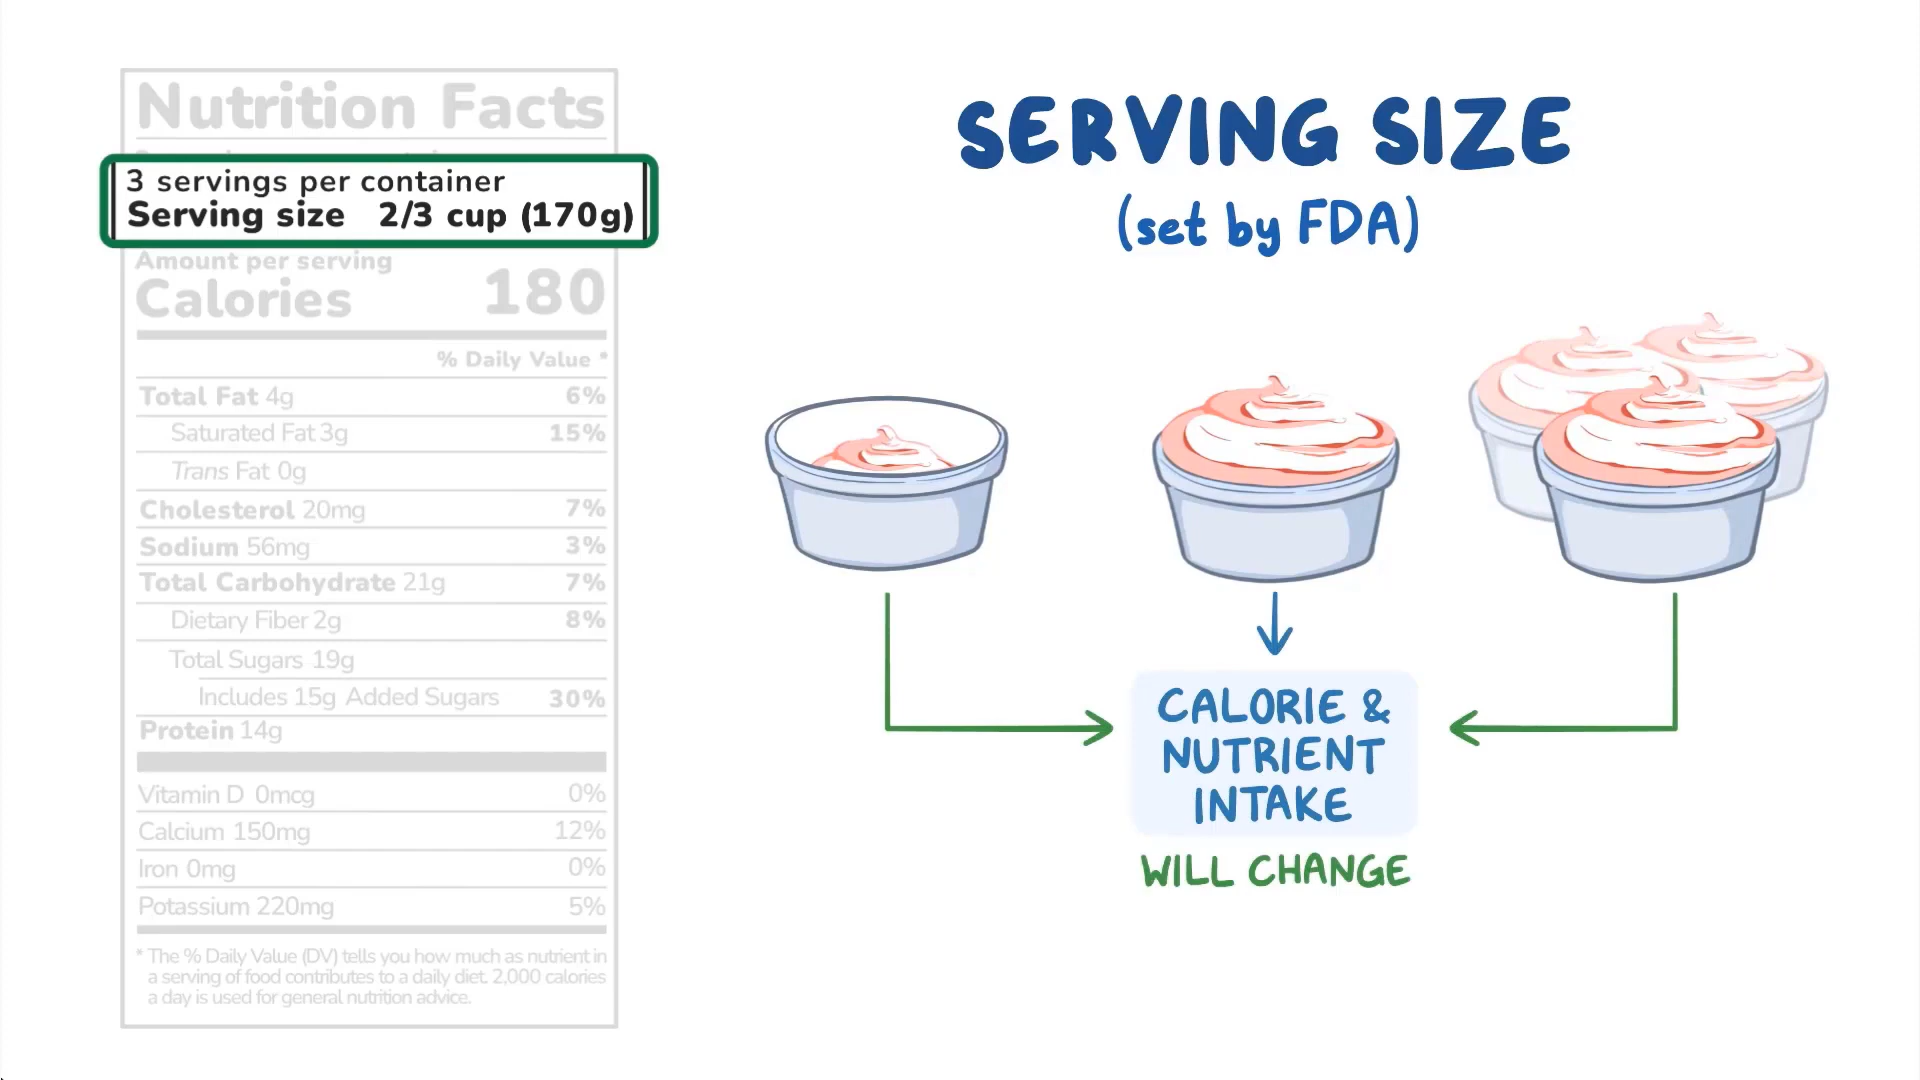 Nutrition Facts
3 servings per container
Serving size 2/3 cup (170g)
Amount per serving
Calories 180
% Daily Value *
Total Fat 4g 6%
Saturated Fat 3g 15%
Trans Fat 0g
Cholesterol 20mg 7%
Sodium 56mg 3%
Total Carbohydrate 21g 7%
Dietary Fiber 2g 8%
Total Sugars 19g
Includes 15g Added Sugars 30%
Protein 14g
Vitamin D 0mcg 0%
Calcium 150mg 12%
Iron 0mg 0%
Potassium 220mg 5%
* The % Daily Value (DV) tells you how much as nutrient in
a serving of food contributes to a daily diet. 2,000 calories
a day is used for general nutrition advice.
SERVING SIZE
(set by FDA)
CALORIE &
NUTRIENT
INTAKE
WILL CHANGE